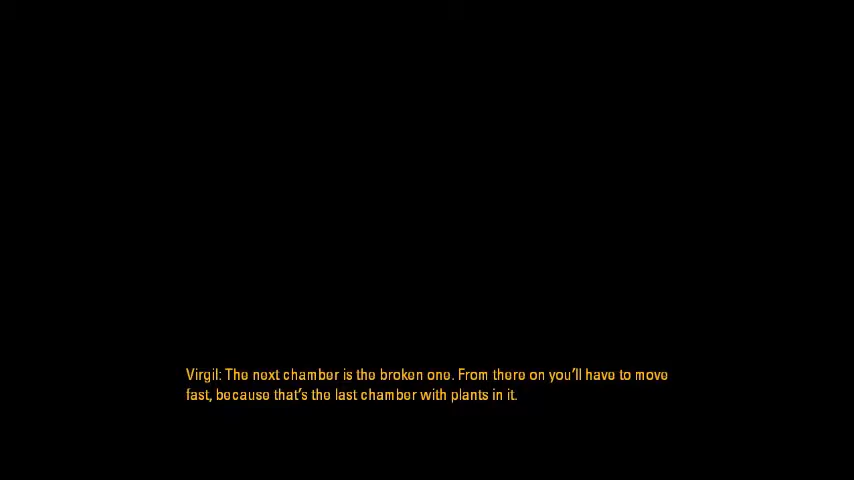 Virgil: The next chamber is the broken one. From there on you'll have to move
fast, because that's the last chamber with plants in it.